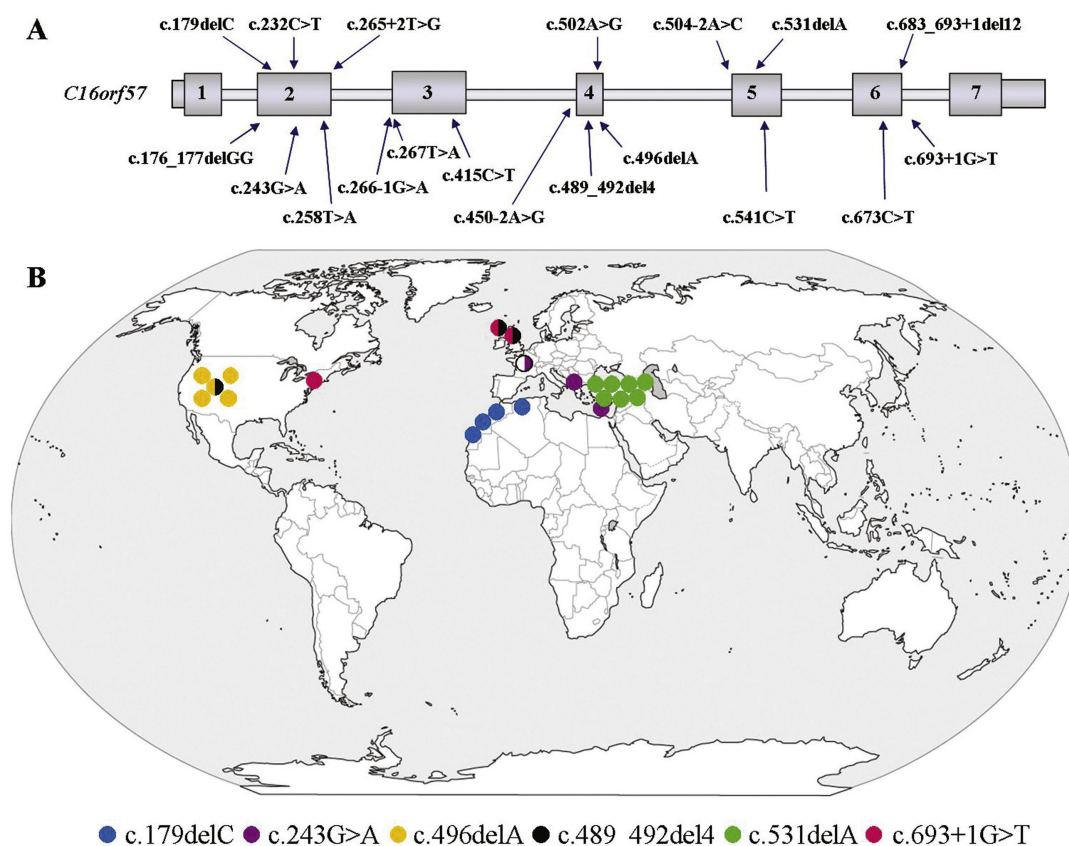 A
c.179delC
c.232C>T
c.265+2T>G
c.502A>G
c.504-2A>C
c.531delA
c.683_693+1del12
C16orf57
1
2
3
4
5
6
7
c.176_177delGG
c.243G>A
c.258T>A
c.266-1G>A
c.267T>A
c.415C>T
c.450-2A>G
c.489_492del4
c.496delA
c.541C>T
c.673C>T
c.693+1G>T
B
c.179delC c.243G>A c.496delA c.489 492del4 c.531delA c.693+1G>T